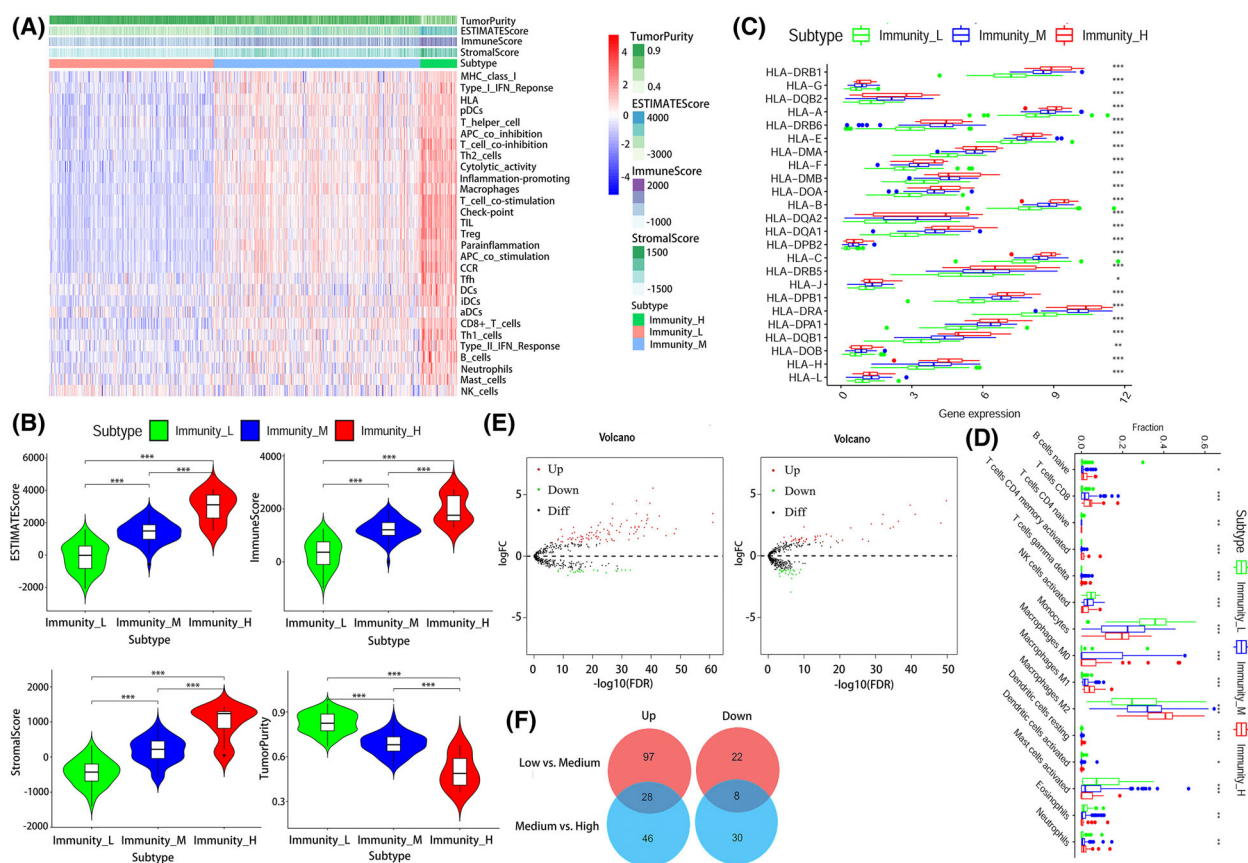 (A)
TumorPurity
ESTIMATEScore
ImmuneScore
StromalScore
Subtype
MHC_class_I
Type_I_IFN_Reponse
HLA
pDCs
T_helper_cell
APC_co_inhibition
T_cell_co-inhibition
Th2_cells
Cytolytic_activity
Inflammation-promoting
Macrophages
T_cell_co-stimulation
Check-point
TIL
Treg
Parainflammation
APC_co_stimulation
CCR
Tfh
DCs
iDCs
aDCs
CD8+_T_cells
Th1_cells
Type_II_IFN_Response
B_cells
Neutrophils
Mast_cells
NK_cells
4
2
0
-2
-4
TumorPurity
0.9
0.4
ESTIMATEScore
4000
-3000
ImmuneScore
2000
-1000
StromalScore
1500
-1500
Subtype
Immunity_H
Immunity_L
Immunity_M
(B)
Subtype Immunity_L Immunity_M Immunity_H
ESTIMATEScore
6000
4000
2000
0
-2000
***
***
***
Immunity_L Immunity_M Immunity_H
Subtype
ImmuneScore
4000
2000
0
***
***
***
Immunity_L Immunity_M Immunity_H
Subtype
StromalScore
2000
1000
0
-1000
-2000
***
***
***
Immunity_L Immunity_M Immunity_H
Subtype
TumorPurity
0.9
0.6
0.3
***
***
***
Immunity_L Immunity_M Immunity_H
Subtype
(C)
Subtype Immunity_L Immunity_M Immunity_H
HLA-DRB1
HLA-G
HLA-DQB2
HLA-A
HLA-DRB6
HLA-E
HLA-DMA
HLA-F
HLA-DMB
HLA-DOA
HLA-B
HLA-DQA2
HLA-DQA1
HLA-DPB2
HLA-C
HLA-DRB5
HLA-J
HLA-DPB1
HLA-DRA
HLA-DPA1
HLA-DQB1
HLA-DOB
HLA-H
HLA-L
0 3 6 9 12
Gene expression
(D)
Fraction
0.0 0.2 0.4 0.6
B cells naive
T cells CD8
T cells CD4 naive
T cells CD4 memory activated
T cells gamma delta
NK cells activated
Monocytes
Macrophages M0
Macrophages M1
Macrophages M2
Dendritic cells resting
Dendritic cells activated
Mast cells activated
Eosinophils
Neutrophils
Subtype Immunity_L Immunity_M Immunity_H
(E)
Volcano
Up
Down
Diff
logFC
5
0
-5
0 10 20 30 40 50 60
-log10(FDR)
Volcano
Up
Down
Diff
logFC
5
0
-5
0 10 20 30 40 50
-log10(FDR)
(F)
Up Down
Low vs. Medium
97 22
28 8
Medium vs. High
46 30